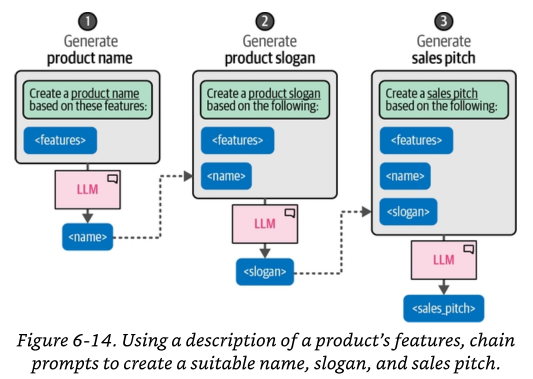 1
Generate
product name
Create a product name
based on these features:
<features>
LLM
<name>
2
Generate
product slogan
Create a product slogan
based on the following:
<features>
<name>
LLM
<slogan>
3
Generate
sales pitch
Create a sales pitch
based on the following:
<features>
<name>
<slogan>
LLM
<sales_pitch>
Figure 6-14. Using a description of a product’s features, chain
prompts to create a suitable name, slogan, and sales pitch.